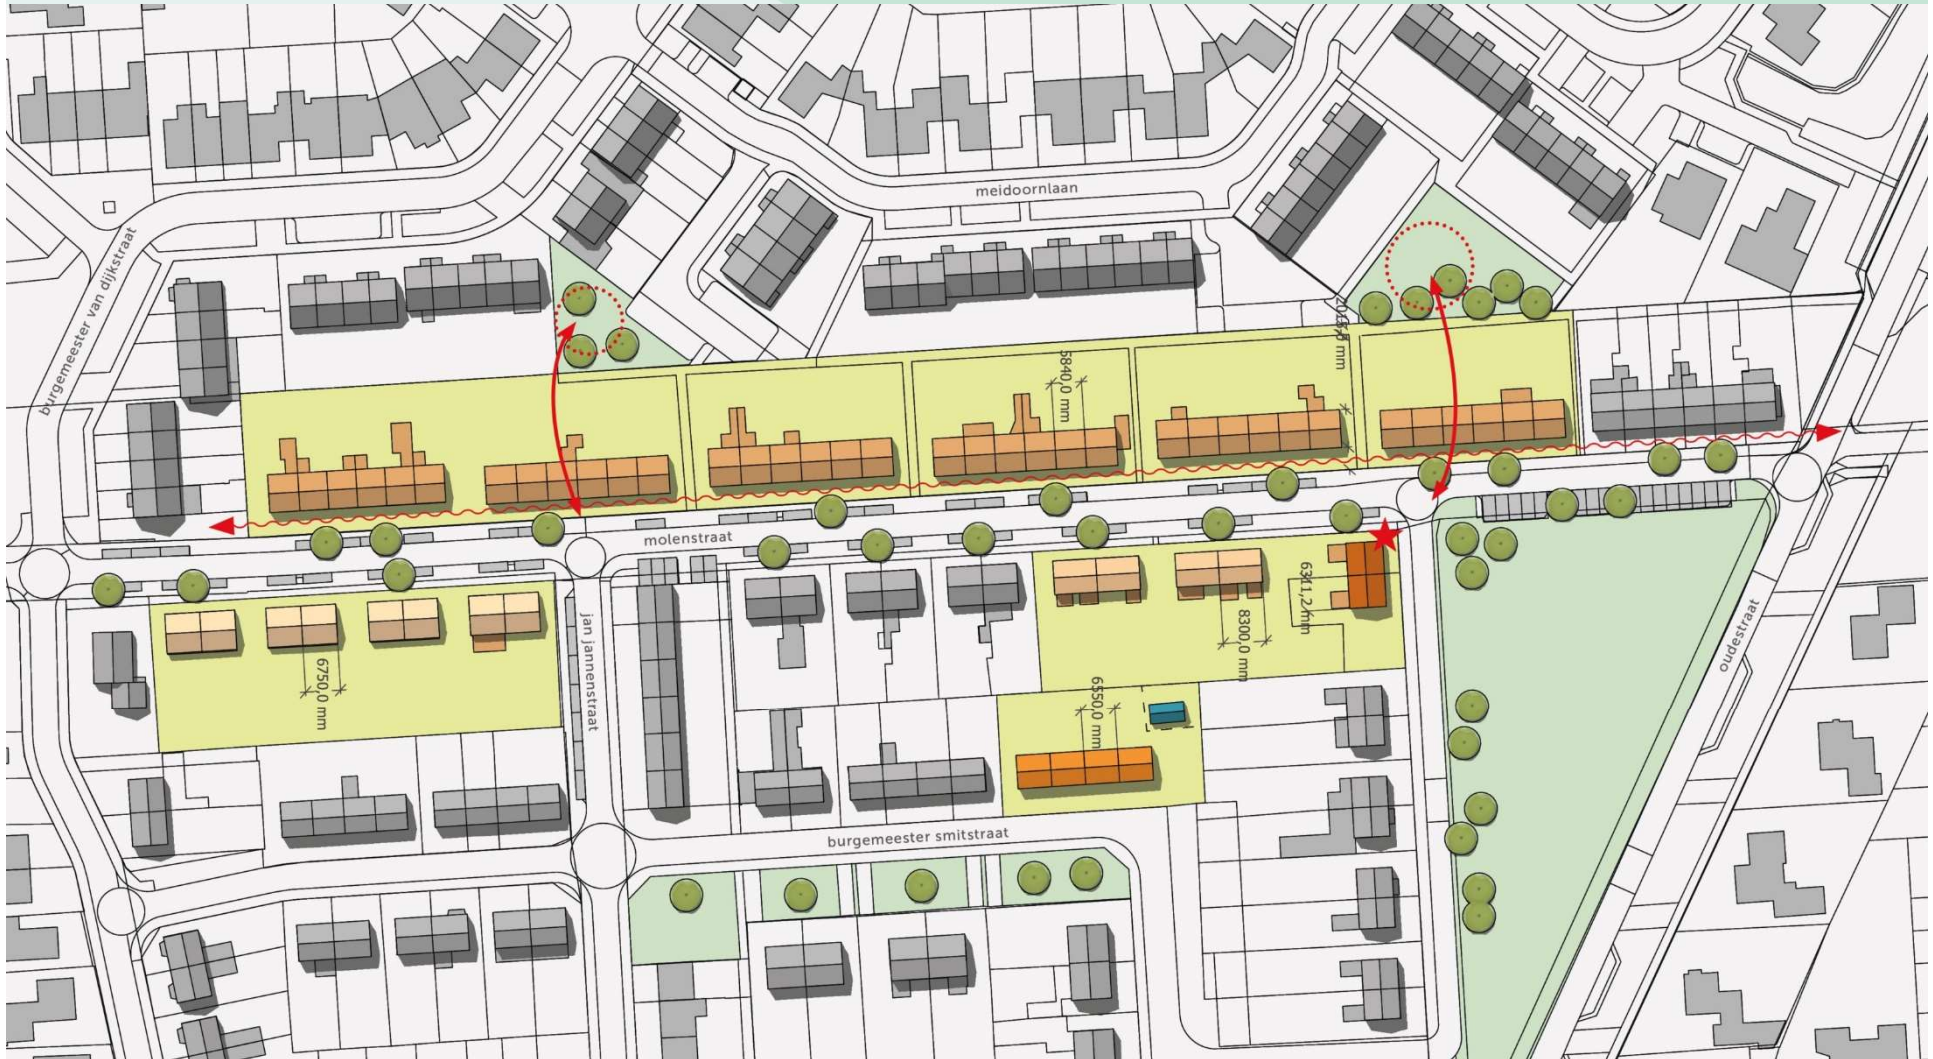 meidoornlaan
burgemeester van dijkstraat
5840,0 mm
molenstraat
6311,2 mm
8300,0 mm
6750,0 mm
jan jannenstraat
6550,0 mm
oudestraat
burgemeester smitstraat